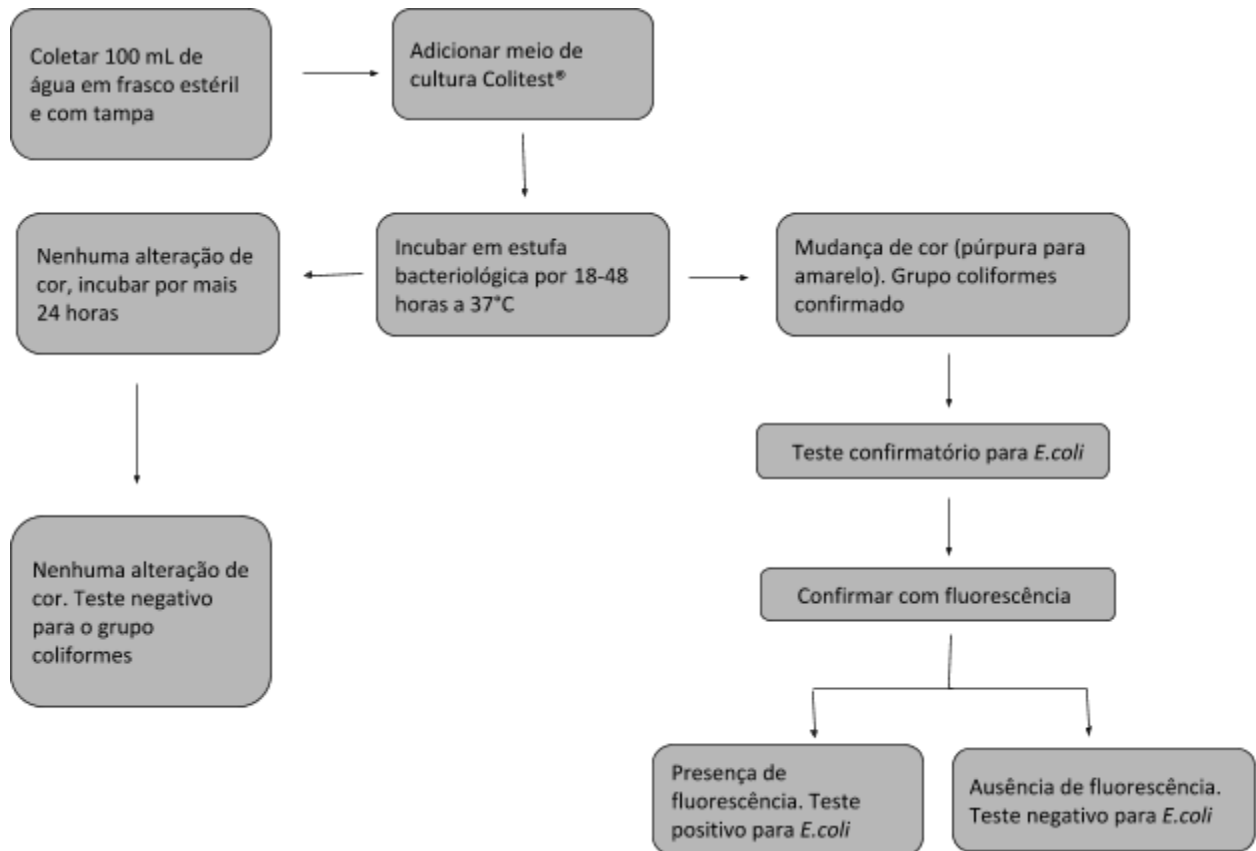 Coletar 100 mL de
água em frasco estéril
e com tampa
Adicionar meio de
cultura Colitest®
Nenhuma alteração de
cor, incubar por mais
24 horas
Incubar em estufa
bacteriológica por 18-48
horas a 37°C
Mudança de cor (púrpura para
amarelo). Grupo coliformes
confirmado
Teste confirmatório para E.coli
Nenhuma alteração de
cor. Teste negativo
para o grupo
coliformes
Confirmar com fluorescência
Presença de
fluorescência. Teste
positivo para E.coli
Ausência de fluorescência.
Teste negativo para E.coli